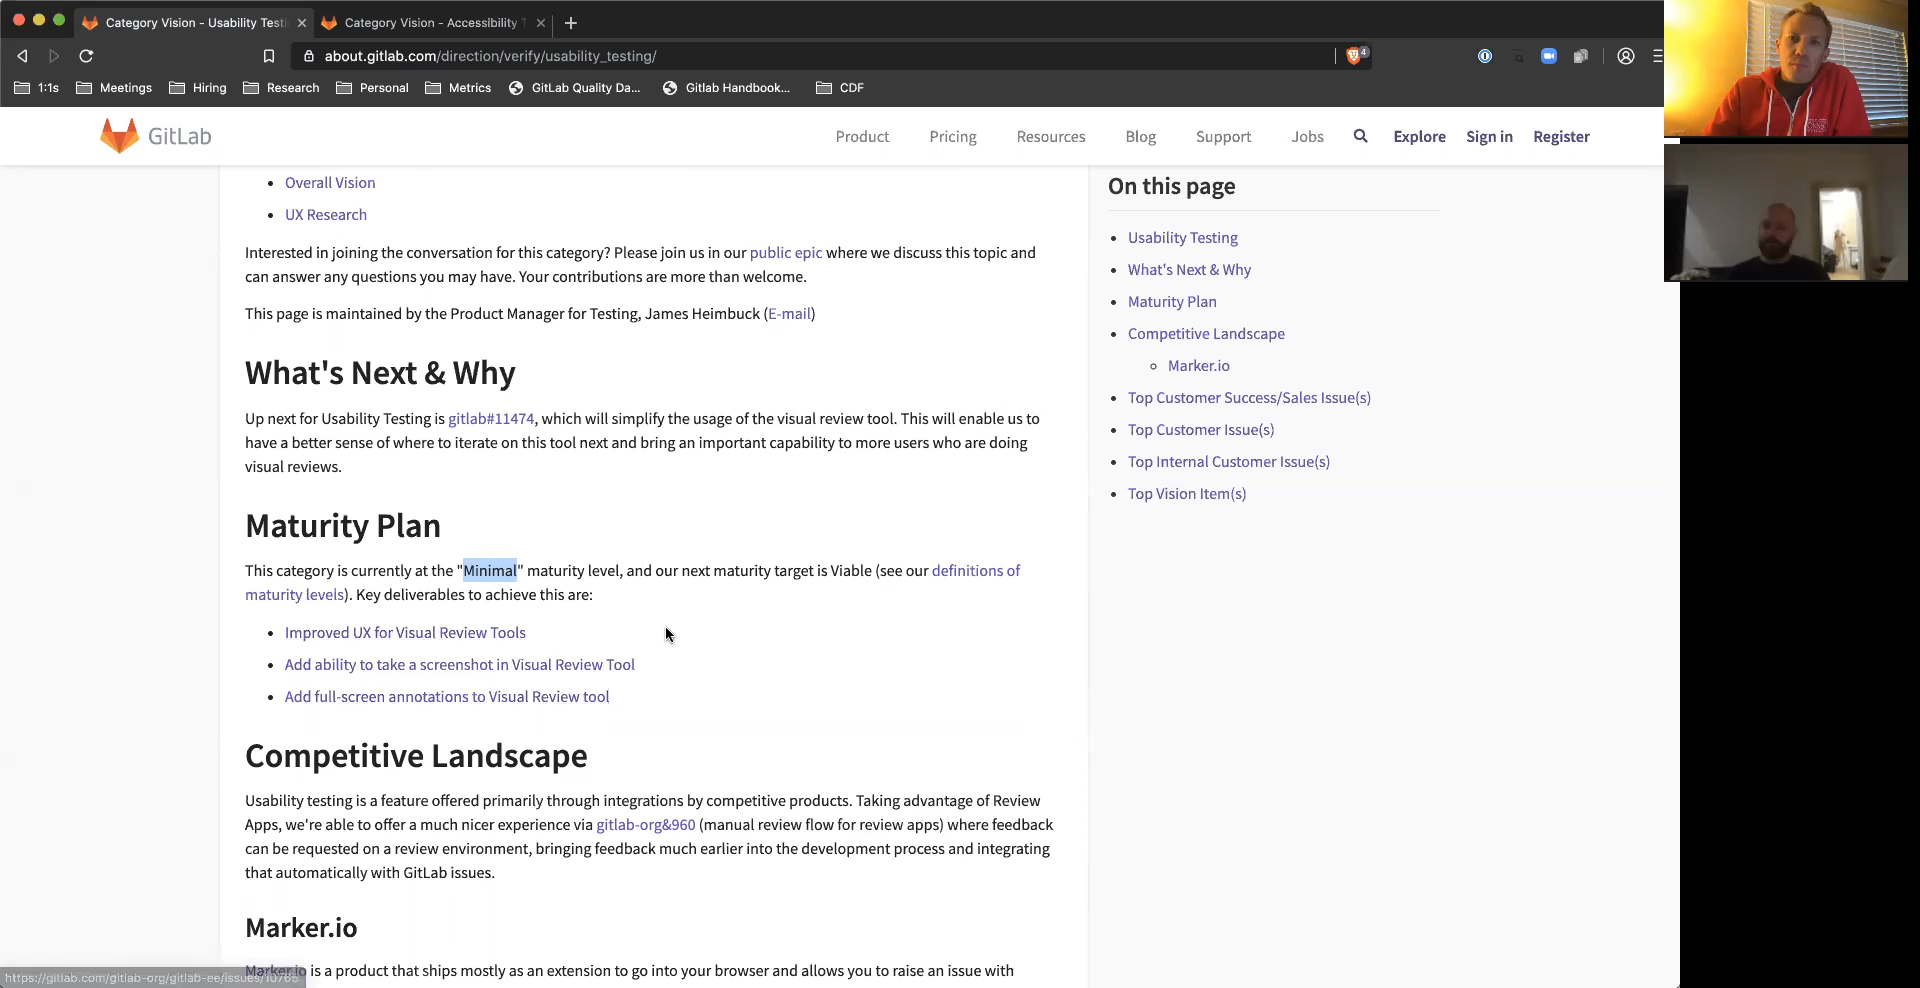 Category Vision - Usability Testi
Category Vision - Accessibility T
about.gitlab.com/direction/verify/usability_testing/
4
1:1s
Meetings
Hiring
Research
Personal
Metrics
GitLab Quality Da...
Gitlab Handbook...
CDF
GitLab
Product
Pricing
Resources
Blog
Support
Jobs
Explore
Sign in
Register
Overall Vision
UX Research
Interested in joining the conversation for this category? Please join us in our public epic where we discuss this topic and
can answer any questions you may have. Your contributions are more than welcome.
This page is maintained by the Product Manager for Testing, James Heimbuck (E-mail)
What's Next & Why
Up next for Usability Testing is gitlab#11474, which will simplify the usage of the visual review tool. This will enable us to
have a better sense of where to iterate on this tool next and bring an important capability to more users who are doing
visual reviews.
Maturity Plan
This category is currently at the "Minimal" maturity level, and our next maturity target is Viable (see our definitions of
maturity levels). Key deliverables to achieve this are:
Improved UX for Visual Review Tools
Add ability to take a screenshot in Visual Review Tool
Add full-screen annotations to Visual Review tool
Competitive Landscape
Usability testing is a feature offered primarily through integrations by competitive products. Taking advantage of Review
Apps, we're able to offer a much nicer experience via gitlab-org&960 (manual review flow for review apps) where feedback
can be requested on a review environment, bringing feedback much earlier into the development process and integrating
that automatically with GitLab issues.
Marker.io
Marker.io is a product that ships mostly as an extension to go into your browser and allows you to raise an issue with
On this page
Usability Testing
What's Next & Why
Maturity Plan
Competitive Landscape
Marker.io
Top Customer Success/Sales Issue(s)
Top Customer Issue(s)
Top Internal Customer Issue(s)
Top Vision Item(s)